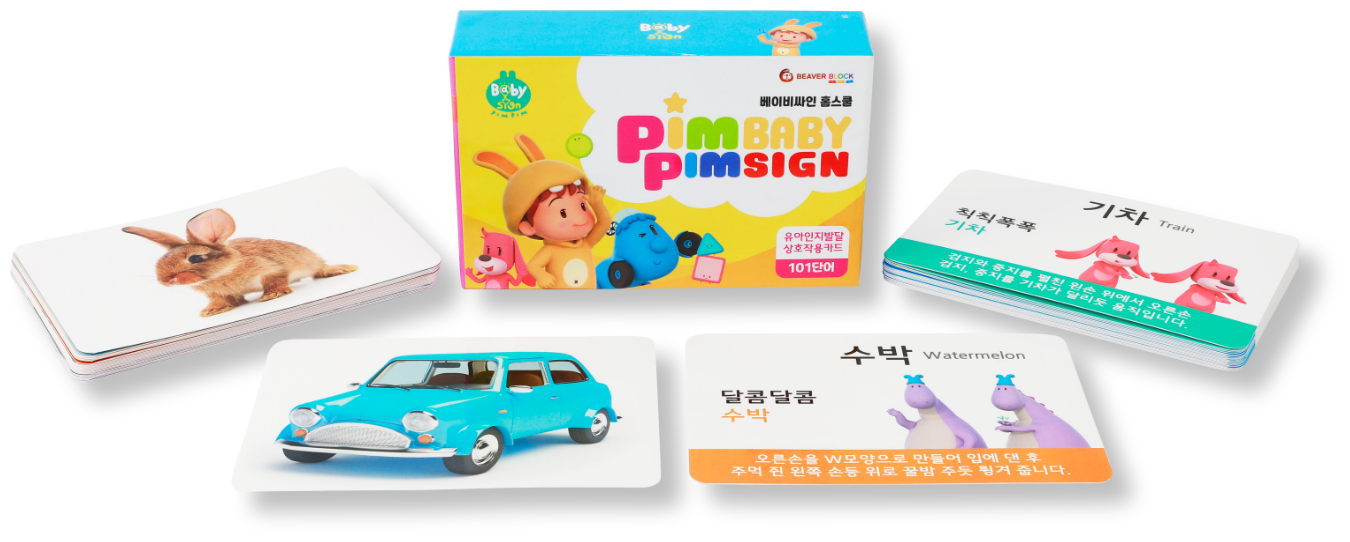 Baby
Sign
Baby
Sign
PIM PIM
BEAVER BLOCK
베이비싸인 홈스쿨
PIM BABY
PIM SIGN
유아인지발달
상호작용카드
101단어
기차 Train
칙칙폭폭
기차
검지와 중지를 펼친 왼손 위에서 오른손
검지, 중지를 기차가 달리듯 움직입니다.
수박 Watermelon
달콤달콤
수박
오른손을 W모양으로 만들어 입에 댄 후
주먹 쥔 왼쪽 손등 위로 꿀밤 주듯 튕겨 줍니다.